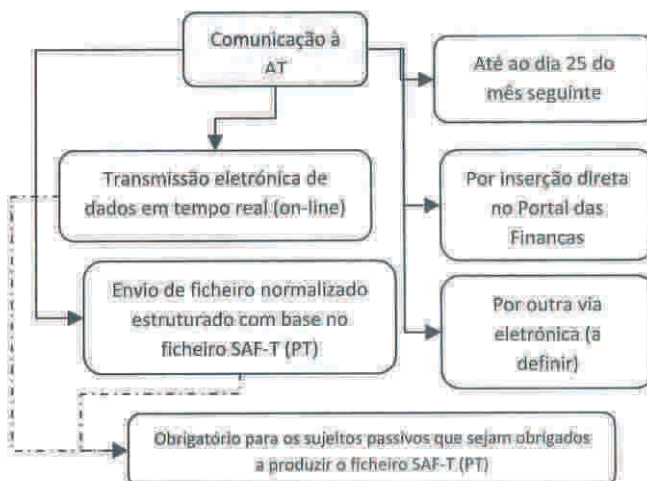 Comunicação à
AT
Até ao dia 25 do
mês seguinte
Transmissão eletrónica de
dados em tempo real (on-line)
Por inserção direta
no Portal das
Financas
Envio de ficheiro normalizado
estruturado com base no
ficheiro SAF-T (PT)
Por outra via
eletrónica (a
definir)
Obrigatório para os sujeitos passivos que sejam obrigados
a produzir o ficheiro SAF-T (PT)